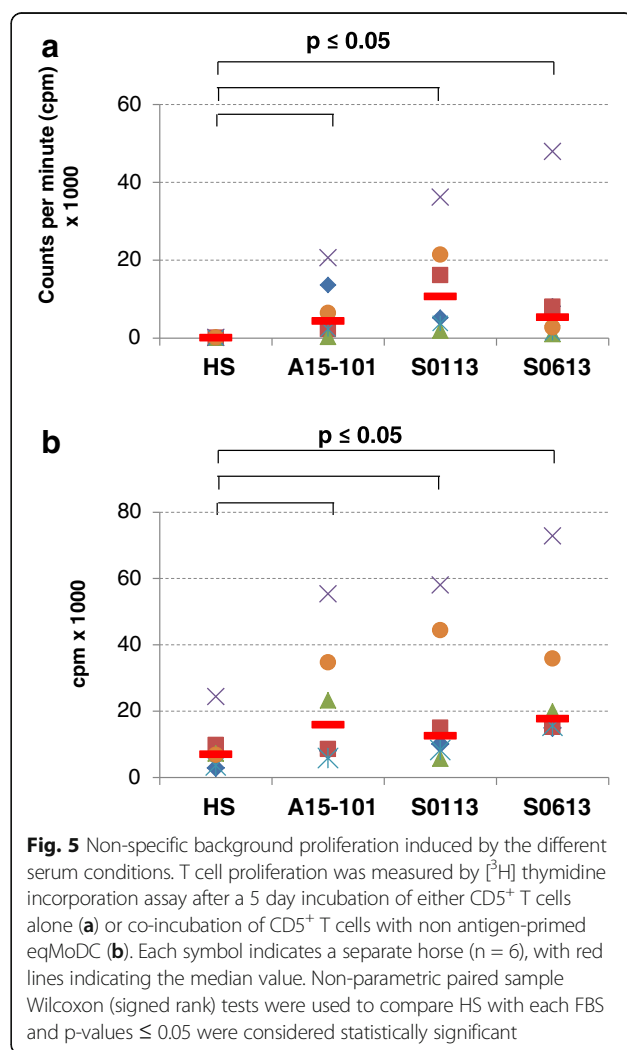 a
p ≤ 0.05
Counts per minute (cpm)
x 1000
60
40
20
0
HS A15-101 S0113 S0613
b
p ≤ 0.05
cpm x 1000
80
60
40
20
0
HS A15-101 S0113 S0613
Fig. 5 Non-specific background proliferation induced by the different
serum conditions. T cell proliferation was measured by [³H] thymidine
incorporation assay after a 5 day incubation of either CD5⁺ T cells
alone (a) or co-incubation of CD5⁺ T cells with non antigen-primed
eqMoDC (b). Each symbol indicates a separate horse (n = 6), with red
lines indicating the median value. Non-parametric paired sample
Wilcoxon (signed rank) tests were used to compare HS with each FBS
and p-values ≤ 0.05 were considered statistically significant